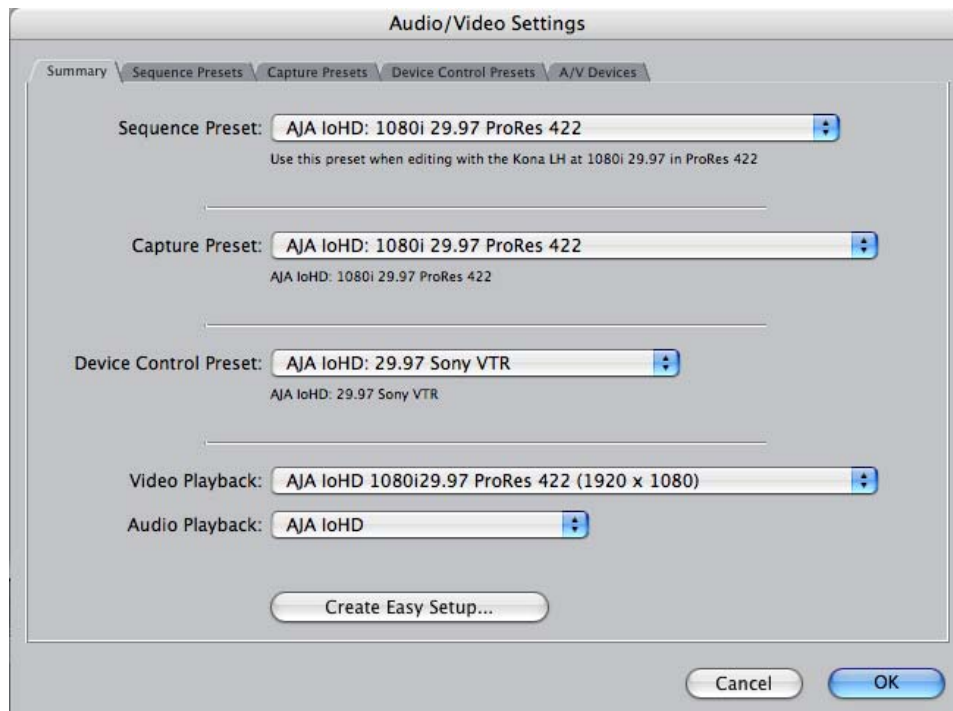 Audio/Video Settings
Summary Sequence Presets Capture Presets Device Control Presets A/V Devices
Sequence Preset: AJA IoHD: 1080i 29.97 ProRes 422
Use this preset when editing with the Kona LH at 1080i 29.97 in ProRes 422
Capture Preset: AJA IoHD: 1080i 29.97 ProRes 422
AJA IoHD: 1080i 29.97 ProRes 422
Device Control Preset: AJA IoHD: 29.97 Sony VTR
AJA IoHD: 29.97 Sony VTR
Video Playback: AJA IoHD 1080i29.97 ProRes 422 (1920 x 1080)
Audio Playback: AJA IoHD
Create Easy Setup...
Cancel OK